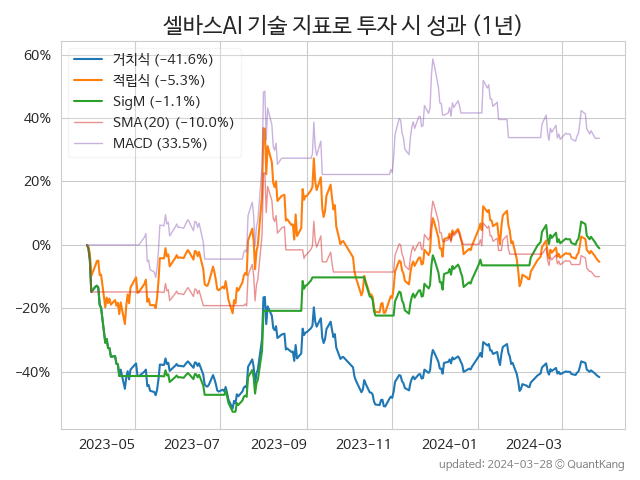 셀바스AI 기술 지표로 투자 시 성과 (1년)
60%
40%
20%
0%
−20%
−40%
거치식 (−41.6%)
적립식 (−5.3%)
SigM (−1.1%)
SMA(20) (−10.0%)
MACD (33.5%)
2023-05 2023-07 2023-09 2023-11 2024-01 2024-03
updated: 2024-03-28 © QuantKang